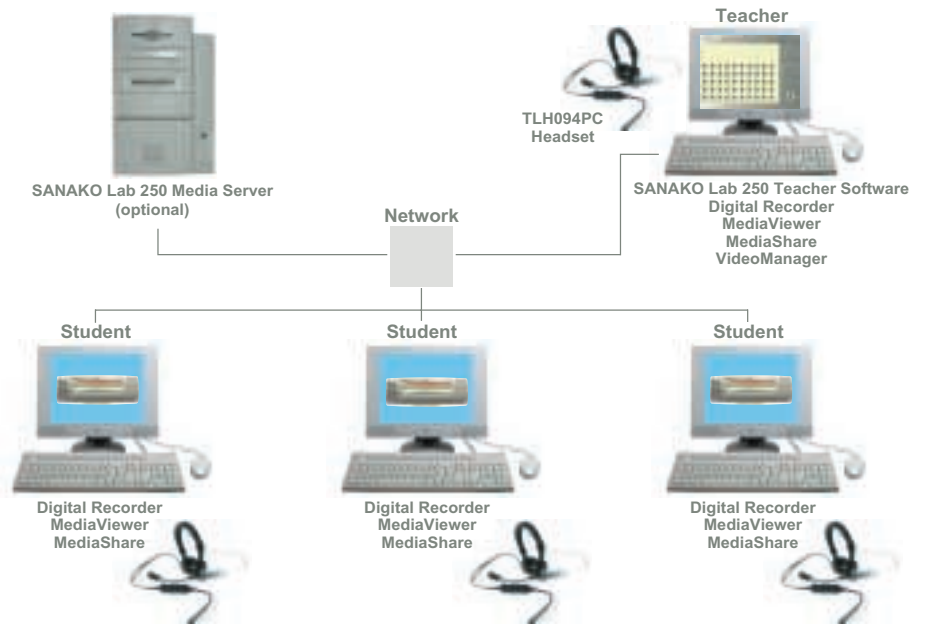 Teacher
TLH094PC
Headset
SANAKO Lab 250 Media Server
(optional)
SANAKO Lab 250 Teacher Software
Digital Recorder
MediaViewer
MediaShare
VideoManager
Network
Student
Student
Student
Digital Recorder
MediaViewer
MediaShare
Digital Recorder
MediaViewer
MediaShare
Digital Recorder
MediaViewer
MediaShare